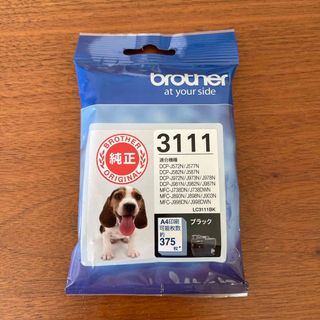 brother
at your side
BROTHER
純正
ORIGINAL
3111
適合機種
DCP-J572N/J577N
DCP-J582N/J587N
DCP-J972N/J973N/J978N
DCP-J981N/J982N/J987N
MFC-J738DN/J738DWN
MFC-J893N/J898N/J903N
MFC-J998DN/J998DWN
LC3111BK
A4印刷
可能枚数
約
375
枚*
ブラック